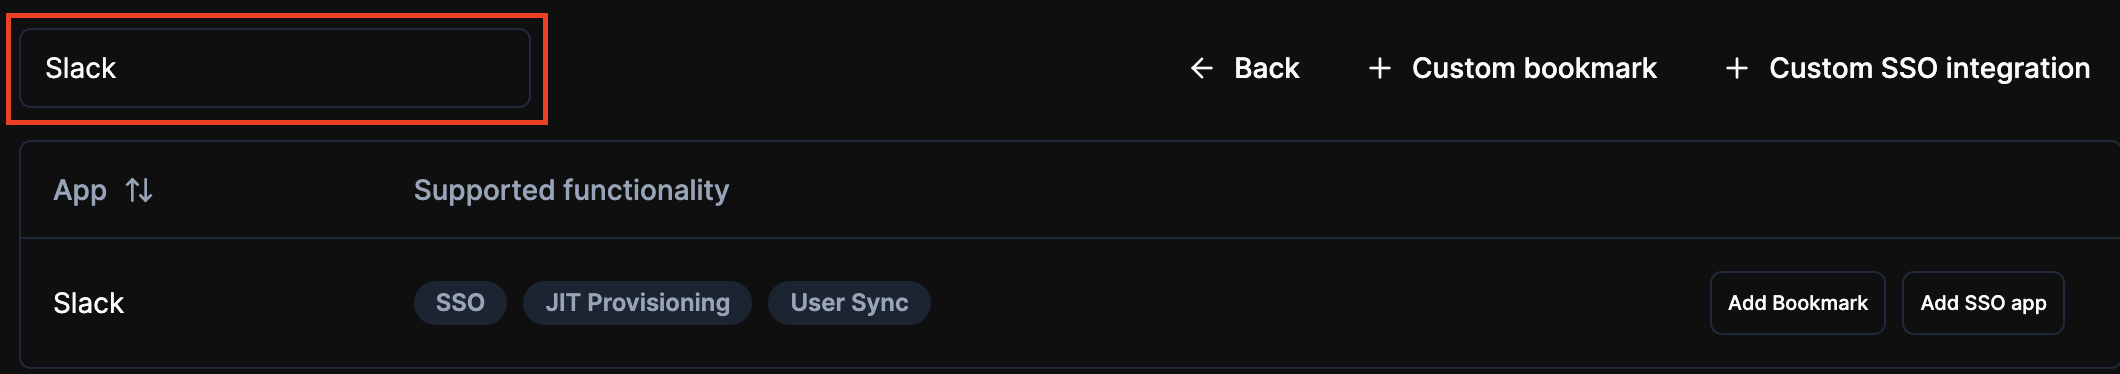 Slack
Back
Custom bookmark
Custom SSO integration
App
Supported functionality
Slack
SSO
JIT Provisioning
User Sync
Add Bookmark
Add SSO app